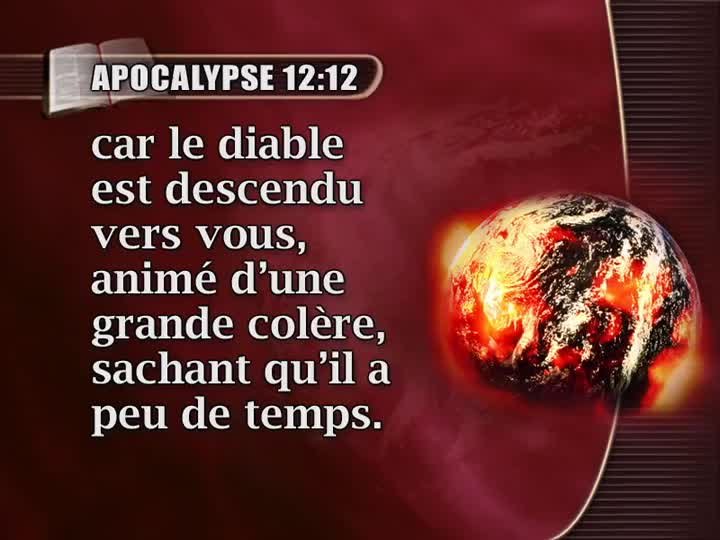 APOCALYPSE 12:12
car le diable
est descendu
vers vous,
animé d’une
grande colère,
sachant qu’il a
peu de temps.